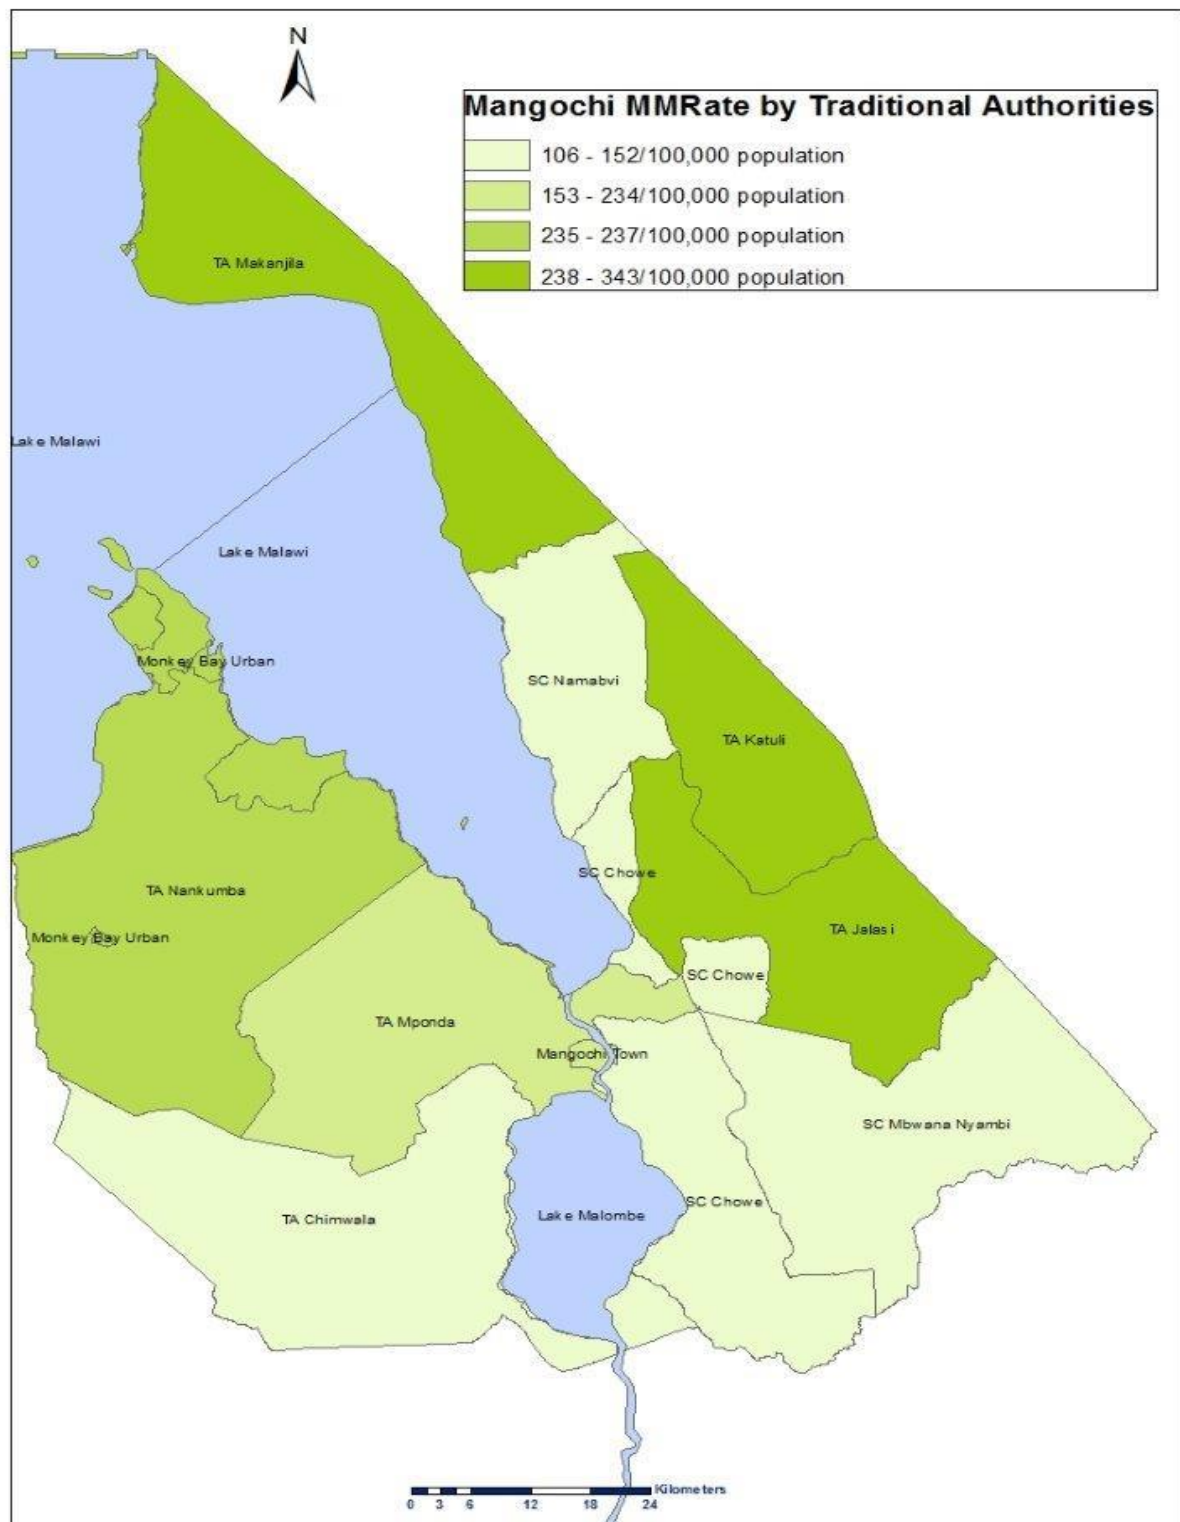 N
Mangochi MMRate by Traditional Authorities
106 - 152/100,000 population
153 - 234/100,000 population
235 - 237/100,000 population
238 - 343/100,000 population
TA Makanjila
Lake Malawi
Lake Malawi
Monkey Bay Urban
SC Namabvi
TA Katuli
SC Chowe
TA Nankumba
TA Jalasi
Monkey Bay Urban
SC Chowe
TA Mponda
Mangochi Town
SC Mbwana Nyambi
SC Chowe
Lake Malombe
TA Chimwala
Kilometers
0 3 6 12 18 24